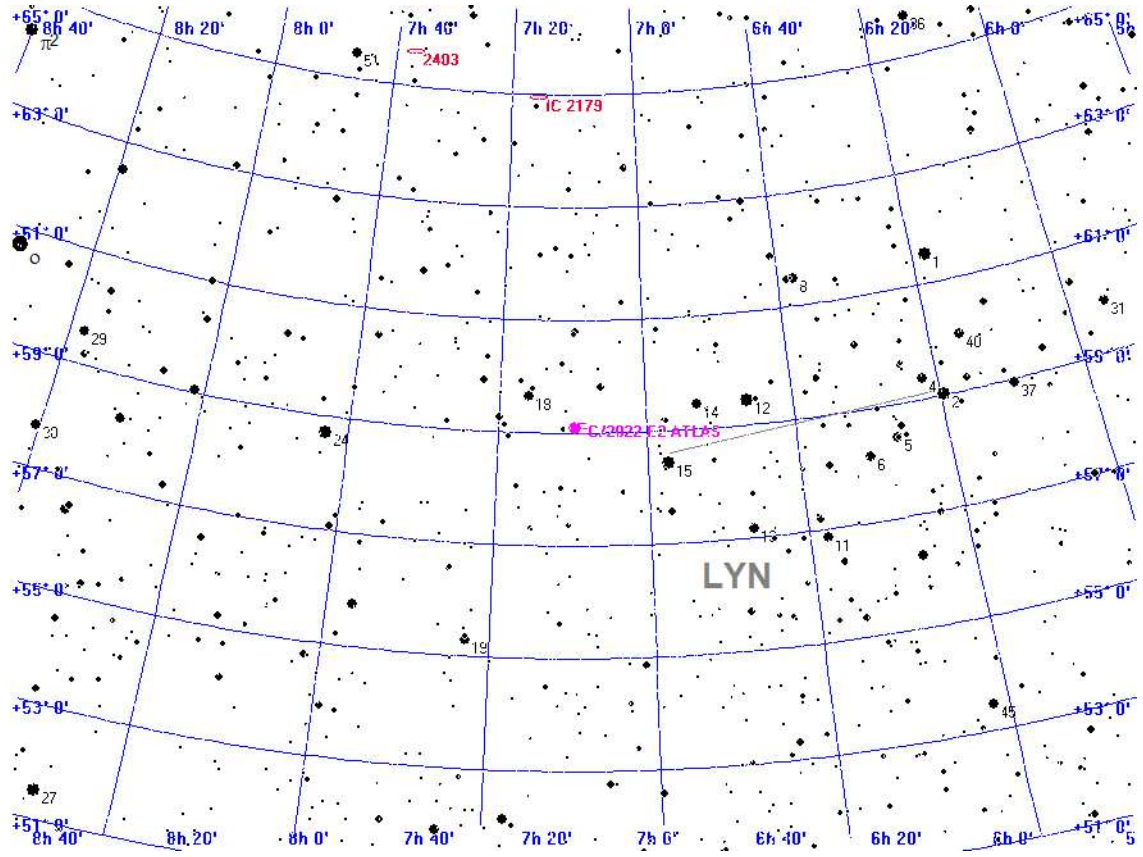 +65° 0'
8h 40'
8h 20'
8h 0'
7h 40'
7h 20'
7h 0'
6h 40'
6h 20'
6h 0'
+65° 0'
36
π2
51
2403
IC 2179
+63° 0'
+63° 0'
+61° 0'
+61° 0'
ο
1
8
31
29
40
+59° 0'
+59° 0'
18
14
12
4
2
37
30
24
C/2022 E2 ATLAS
5
15
6
+57° 0'
+57° 0'
13
11
LYN
+55° 0'
+55° 0'
19
+53° 0'
45
+53° 0'
27
+51° 0'
8h 40'
8h 20'
8h 0'
7h 40'
7h 20'
7h 0'
6h 40'
6h 20'
6h 0'
+51° 0'